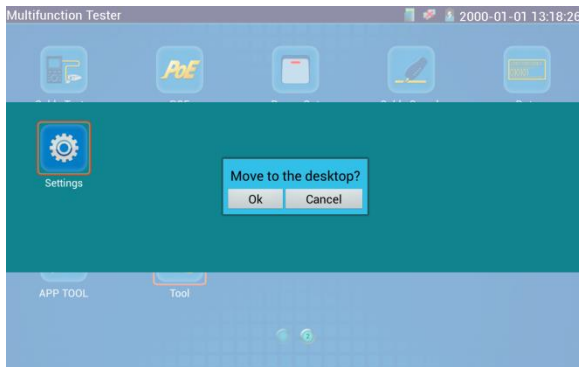 Multifunction Tester
2000-01-01 13:18:26
PoE
Settings
Move to the desktop?
Ok Cancel
APP TOOL Tool